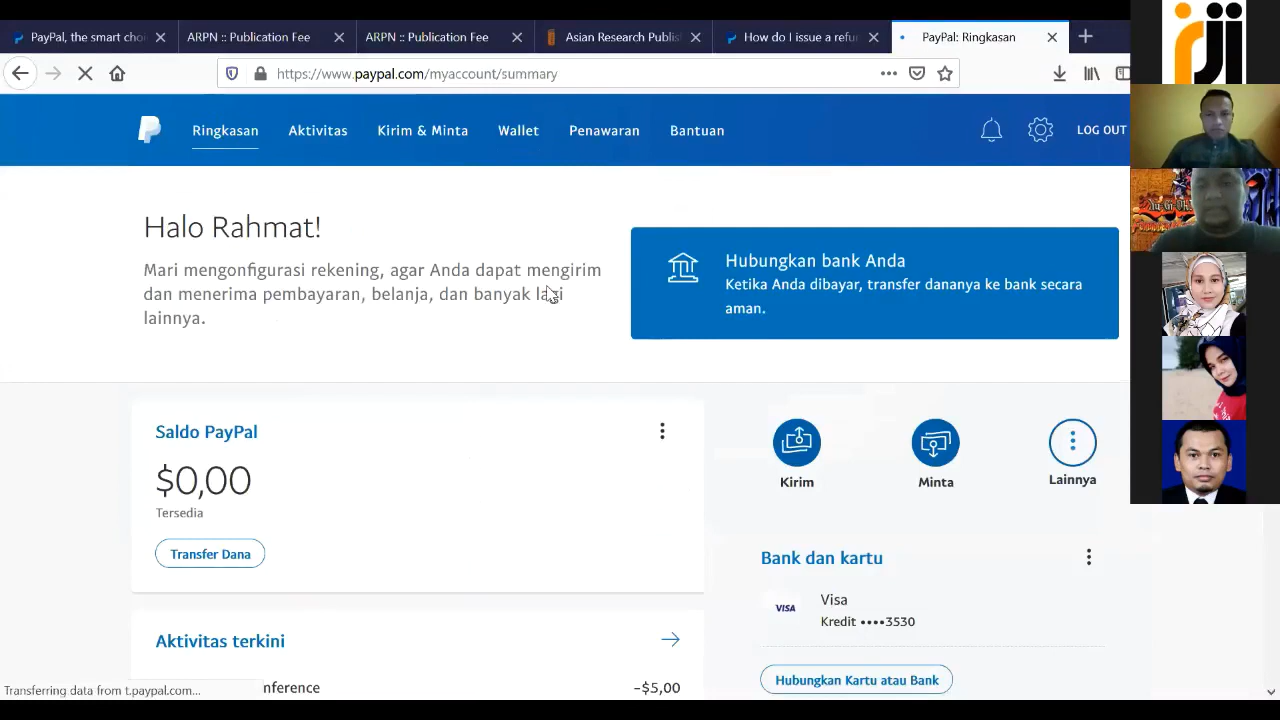 PayPal, the smart choi
ARPN :: Publication Fee
ARPN :: Publication Fee
Asian Research Publis
How do I issue a refu
PayPal: Ringkasan
https://www.paypal.com/myaccount/summary
Ringkasan
Aktivitas
Kirim & Minta
Wallet
Penawaran
Bantuan
LOG OUT
Halo Rahmat!
Mari mengonfigurasi rekening, agar Anda dapat mengirim
dan menerima pembayaran, belanja, dan banyak lagi
lainnya.
Hubungkan bank Anda
Ketika Anda dibayar, transfer dananya ke bank secara
aman.
Saldo PayPal
$0,00
Tersedia
Transfer Dana
Kirim
Minta
Lainnya
Bank dan kartu
VISA
Visa
Kredit ••••3530
Hubungkan Kartu atau Bank
Aktivitas terkini
nference
-$5,00
Transferring data from t.paypal.com...
rji